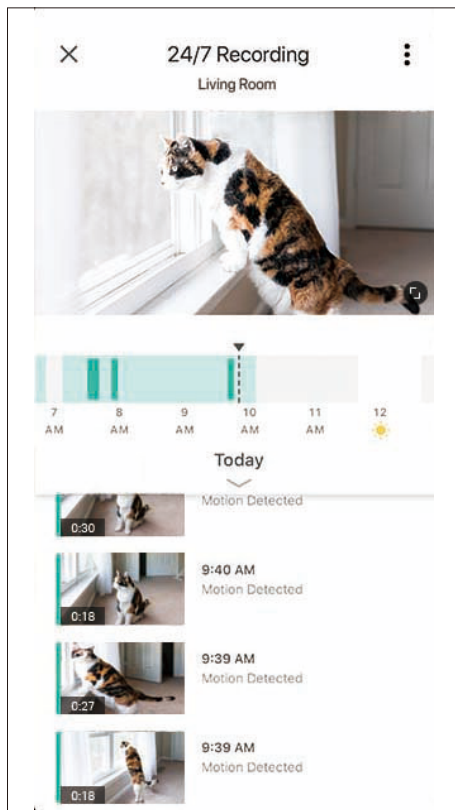 24/7 Recording
Living Room
7 8 9 10 11 12
AM AM AM AM AM
Today
Motion Detected
0:30
9:40 AM
Motion Detected
0:18
9:39 AM
Motion Detected
0:27
9:39 AM
Motion Detected
0:18